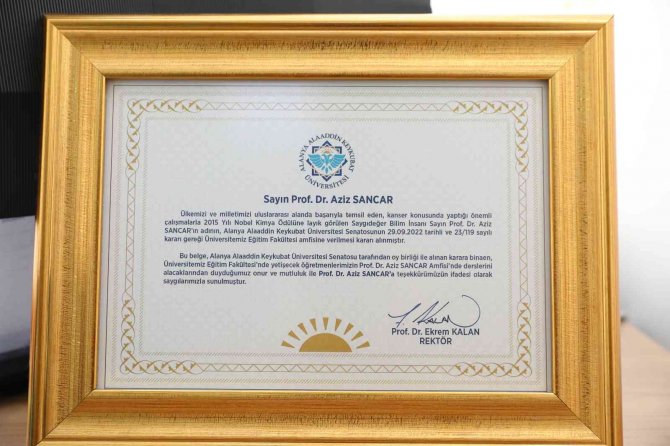 ALANYA ALAADDİN KEYKUBAT
ÜNİVERSİTESİ
Sayın Prof. Dr. Aziz SANCAR
Ülkemizi ve milletimizi uluslararası alanda başarıyla temsil eden, kanser konusunda yaptığı önemli
çalışmalarla 2015 Yılı Nobel Kimya Ödülüne layık görülen Saygıdeğer Bilim İnsanı Sayın Prof. Dr. Aziz
SANCAR'ın adının, Alanya Alaaddin Keykubat Üniversitesi Senatosunun 29.09.2022 tarihli ve 23/119 sayılı
kararı gereği Üniversitemiz Eğitim Fakültesi amfisine verilmesi kararı alınmıştır.
Bu belge, Alanya Alaaddin Keykubat Üniversitesi Senatosu tarafından oy birliği ile alınan karara binaen,
Üniversitemiz Eğitim Fakültesi'nde yetişecek öğretmenlerimizin Prof. Dr. Aziz SANCAR Amfisi'nde derslerini
alacaklarından duyduğumuz onur ve mutluluk ile Prof. Dr. Aziz SANCAR'a teşekkürümüzün ifadesi olarak
saygılarımızla sunulmuştur.
Prof. Dr. Ekrem KALAN
REKTÖR